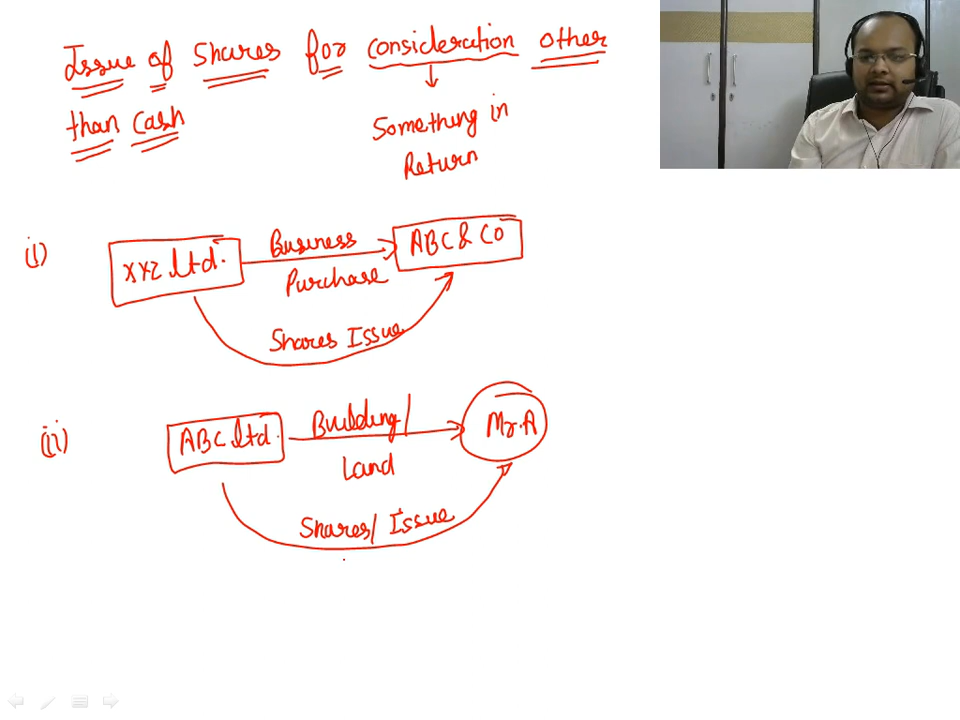 Issue of Shares for consideration other
than Cash
Something in
Return
(i)
XYZ Ltd.
Business
Purchase
ABC & CO
Shares Issue
(ii)
ABC Ltd.
Building/
Land
Mr. A
Shares/ Issue